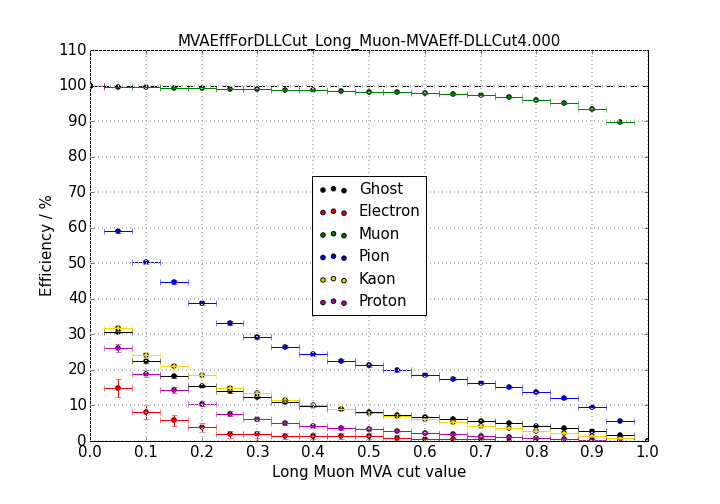 MVAEffForDLLCut_Long_Muon-MVAEff-DLLCut4.000
110
100
90
80
70
60
50
40
30
20
10
0
Efficiency / %
Ghost
Electron
Muon
Pion
Kaon
Proton
0.0 0.1 0.2 0.3 0.4 0.5 0.6 0.7 0.8 0.9 1.0
Long Muon MVA cut value